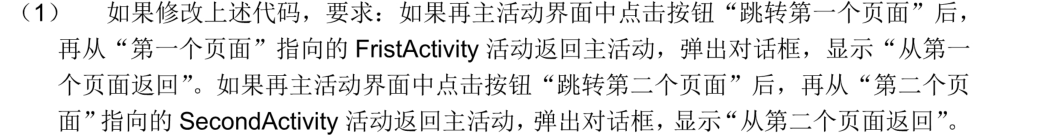 （1） 如果修改上述代码，要求：如果再主活动界面中点击按钮“跳转第一个页面”后，
再从“第一个页面”指向的 FristActivity 活动返回主活动，弹出对话框，显示“从第一
个页面返回”。如果再主活动界面中点击按钮“跳转第二个页面”后，再从“第二个页
面”指向的 SecondActivity 活动返回主活动，弹出对话框，显示“从第二个页面返回”。